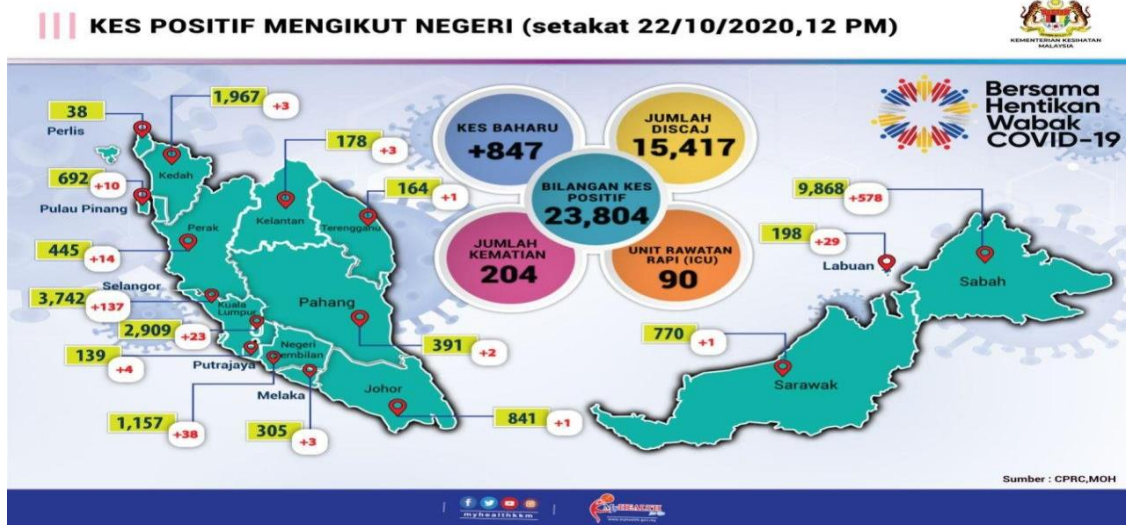 KES POSITIF MENGIKUT NEGERI (setakat 22/10/2020,12 PM)
KEMENTERIAN KESIHATAN
MALAYSIA
Bersama
Hentikan
Wabak
COVID-19
KES BAHARU
+847
JUMLAH
DISCAJ
15,417
BILANGAN KES
POSITIF
23,804
JUMLAH
KEMATIAN
204
UNIT RAWATAN
RAPI (ICU)
90
38
Perlis
1,967
+3
Kedah
692
+10
Pulau Pinang
445
+14
Perak
178
+3
Kelantan
164
+1
Terengganu
Selangor
3,742
+137
Kuala
Lumpur
2,909
+23
139
+4
Putrajaya
Negeri
Sembilan
1,157
+38
Melaka
305
+3
Pahang
391
+2
Johor
841
+1
9,868
+578
Sabah
198
+29
Labuan
770
+1
Sarawak
Sumber : CPRC,MOH
myhealthkkm
MyHEALTH